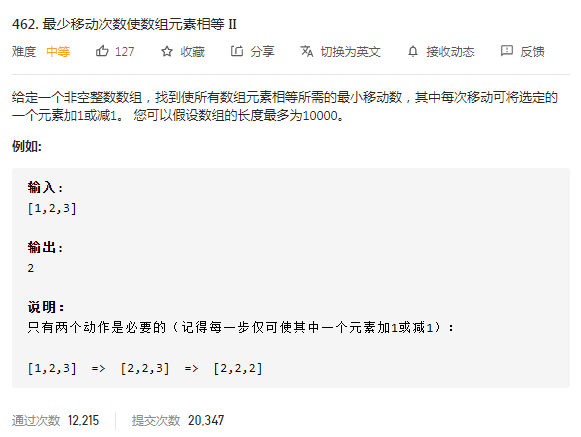 462. 最少移动次数使数组元素相等 II
难度 中等 127 收藏 分享 切换为英文 接收动态 反馈
给定一个非空整数数组，找到使所有数组元素相等所需的最小移动数，其中每次移动可将选定的
一个元素加1或减1。 您可以假设数组的长度最多为10000。
例如:
输入:
[1,2,3]
输出:
2
说明：
只有两个动作是必要的（记得每一步仅可使其中一个元素加1或减1）：
[1,2,3] => [2,2,3] => [2,2,2]
通过次数 12,215 提交次数 20,347